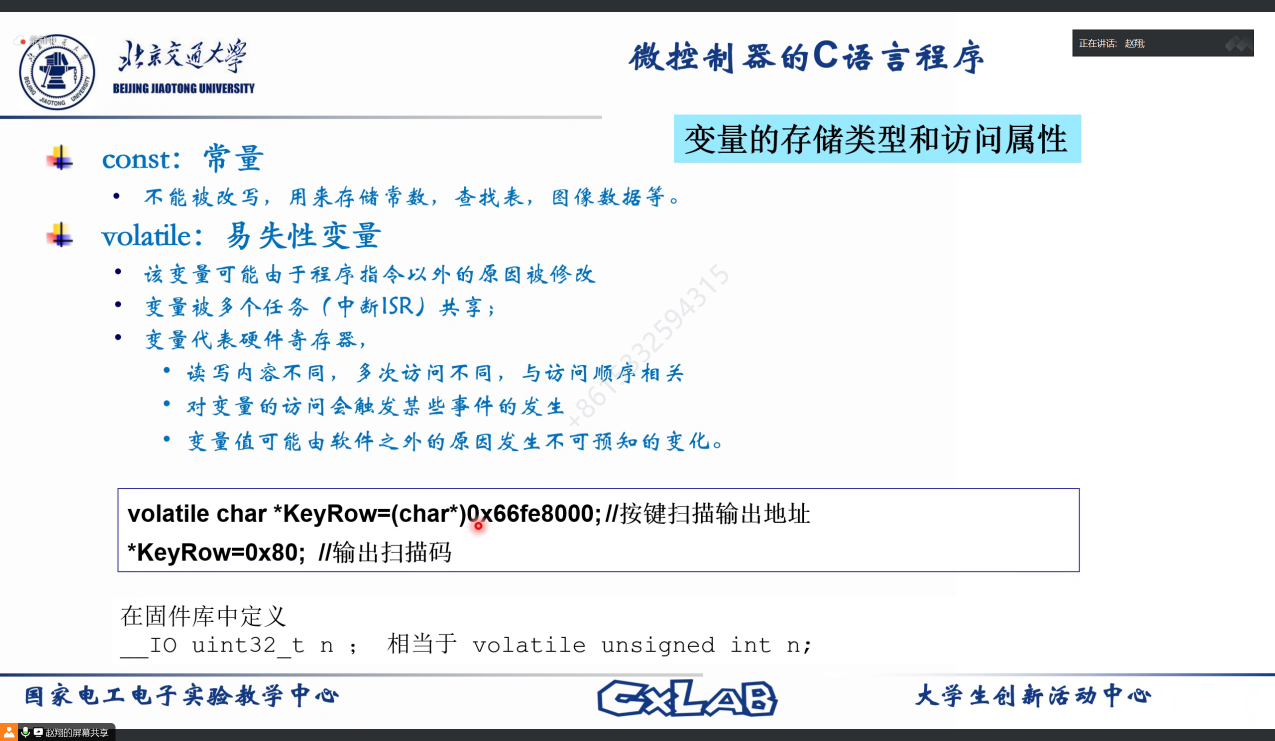 北京交通大学
BEIJING JIAOTONG UNIVERSITY
微控制器的C语言程序
正在讲话: 赵翔;
变量的存储类型和访问属性
const：常量
• 不能被改写，用来存储常数，查找表，图像数据等。
volatile：易失性变量
• 该变量可能由于程序指令以外的原因被修改
• 变量被多个任务（中断ISR）共享；
• 变量代表硬件寄存器，
• 读写内容不同，多次访问不同，与访问顺序相关
• 对变量的访问会触发某些事件的发生
• 变量值可能由软件之外的原因发生不可预知的变化。
volatile char *KeyRow=(char*)0x66fe8000; //按键扫描输出地址
*KeyRow=0x80; //输出扫描码
在固件库中定义
__IO uint32_t n ； 相当于 volatile unsigned int n;
国家电工电子实验教学中心
CXLAB
大学生创新活动中心
赵翔的屏幕共享